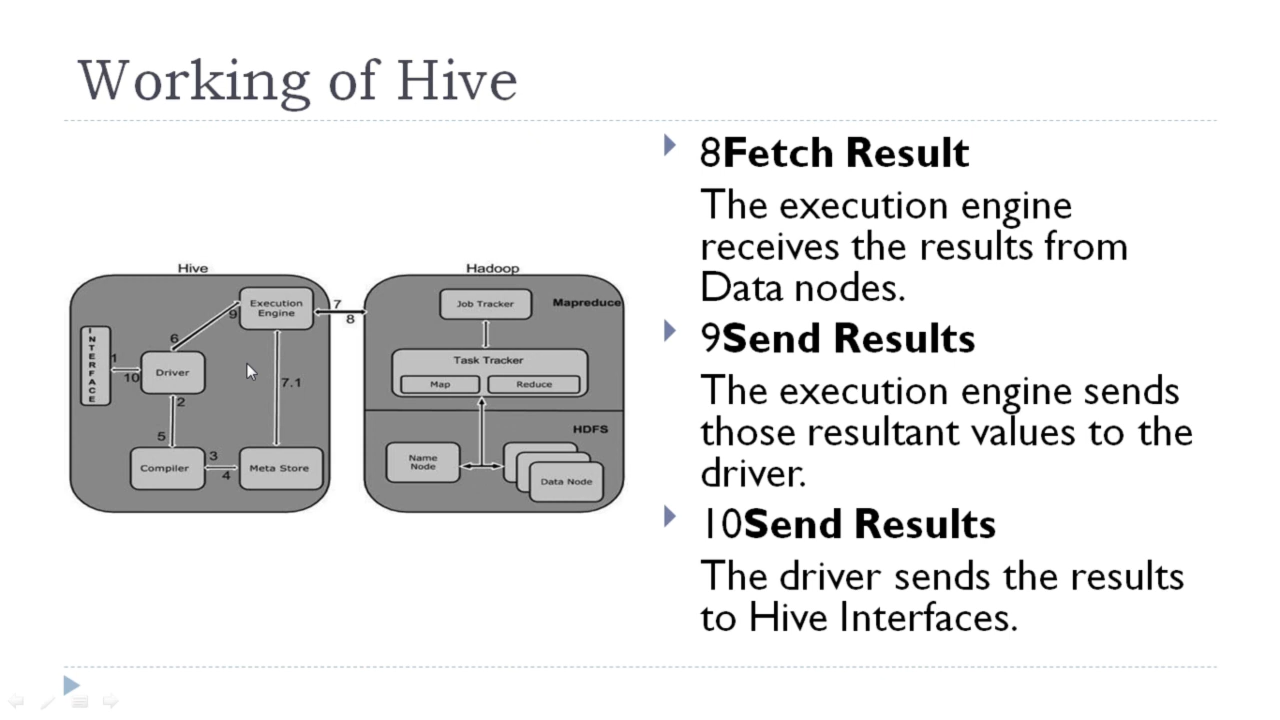 Working of Hive
Hive
Hadoop
INTERFACE
1
10
Driver
6
9
Execution
Engine
7
8
7.1
2
5
Compiler
3
4
Meta Store
Job Tracker
Mapreduce
Task Tracker
Map
Reduce
HDFS
Name
Node
Data Node
8Fetch Result
The execution engine
receives the results from
Data nodes.
9Send Results
The execution engine sends
those resultant values to the
driver.
10Send Results
The driver sends the results
to Hive Interfaces.